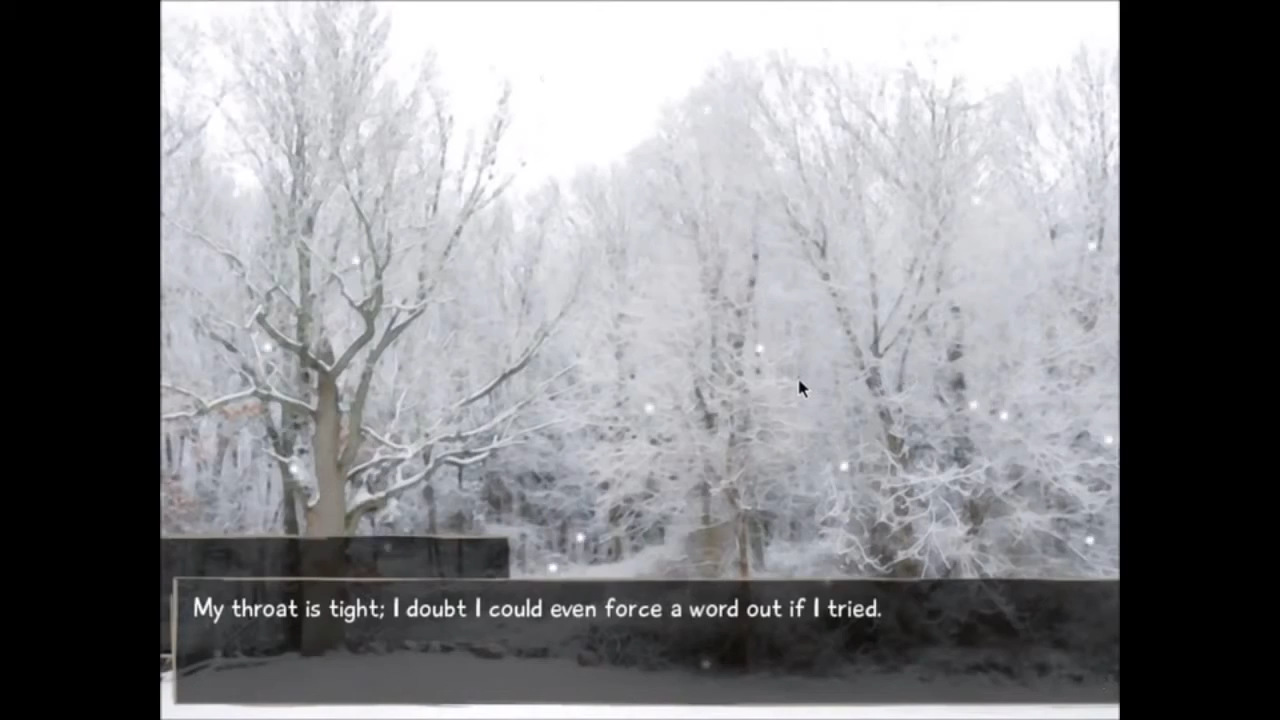 My throat is tight; I doubt I could even force a word out if I tried.